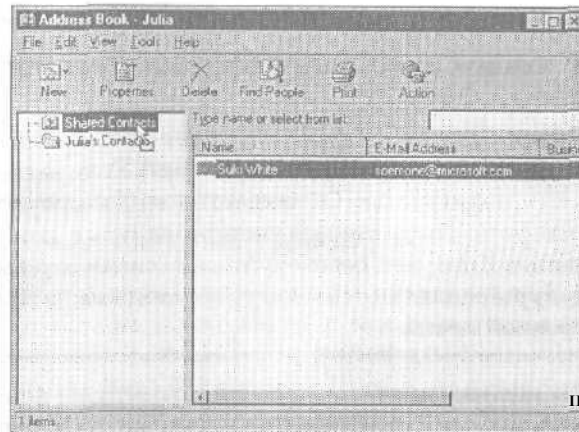 Address Book - Julia
File Edit View Tools Help
New Properties Delete Find People Print Action
Type name or select from list:
Shared Contacts
Julia's Contacts
Name E-Mail Address
Suki White someone@microsoft.com
1 items